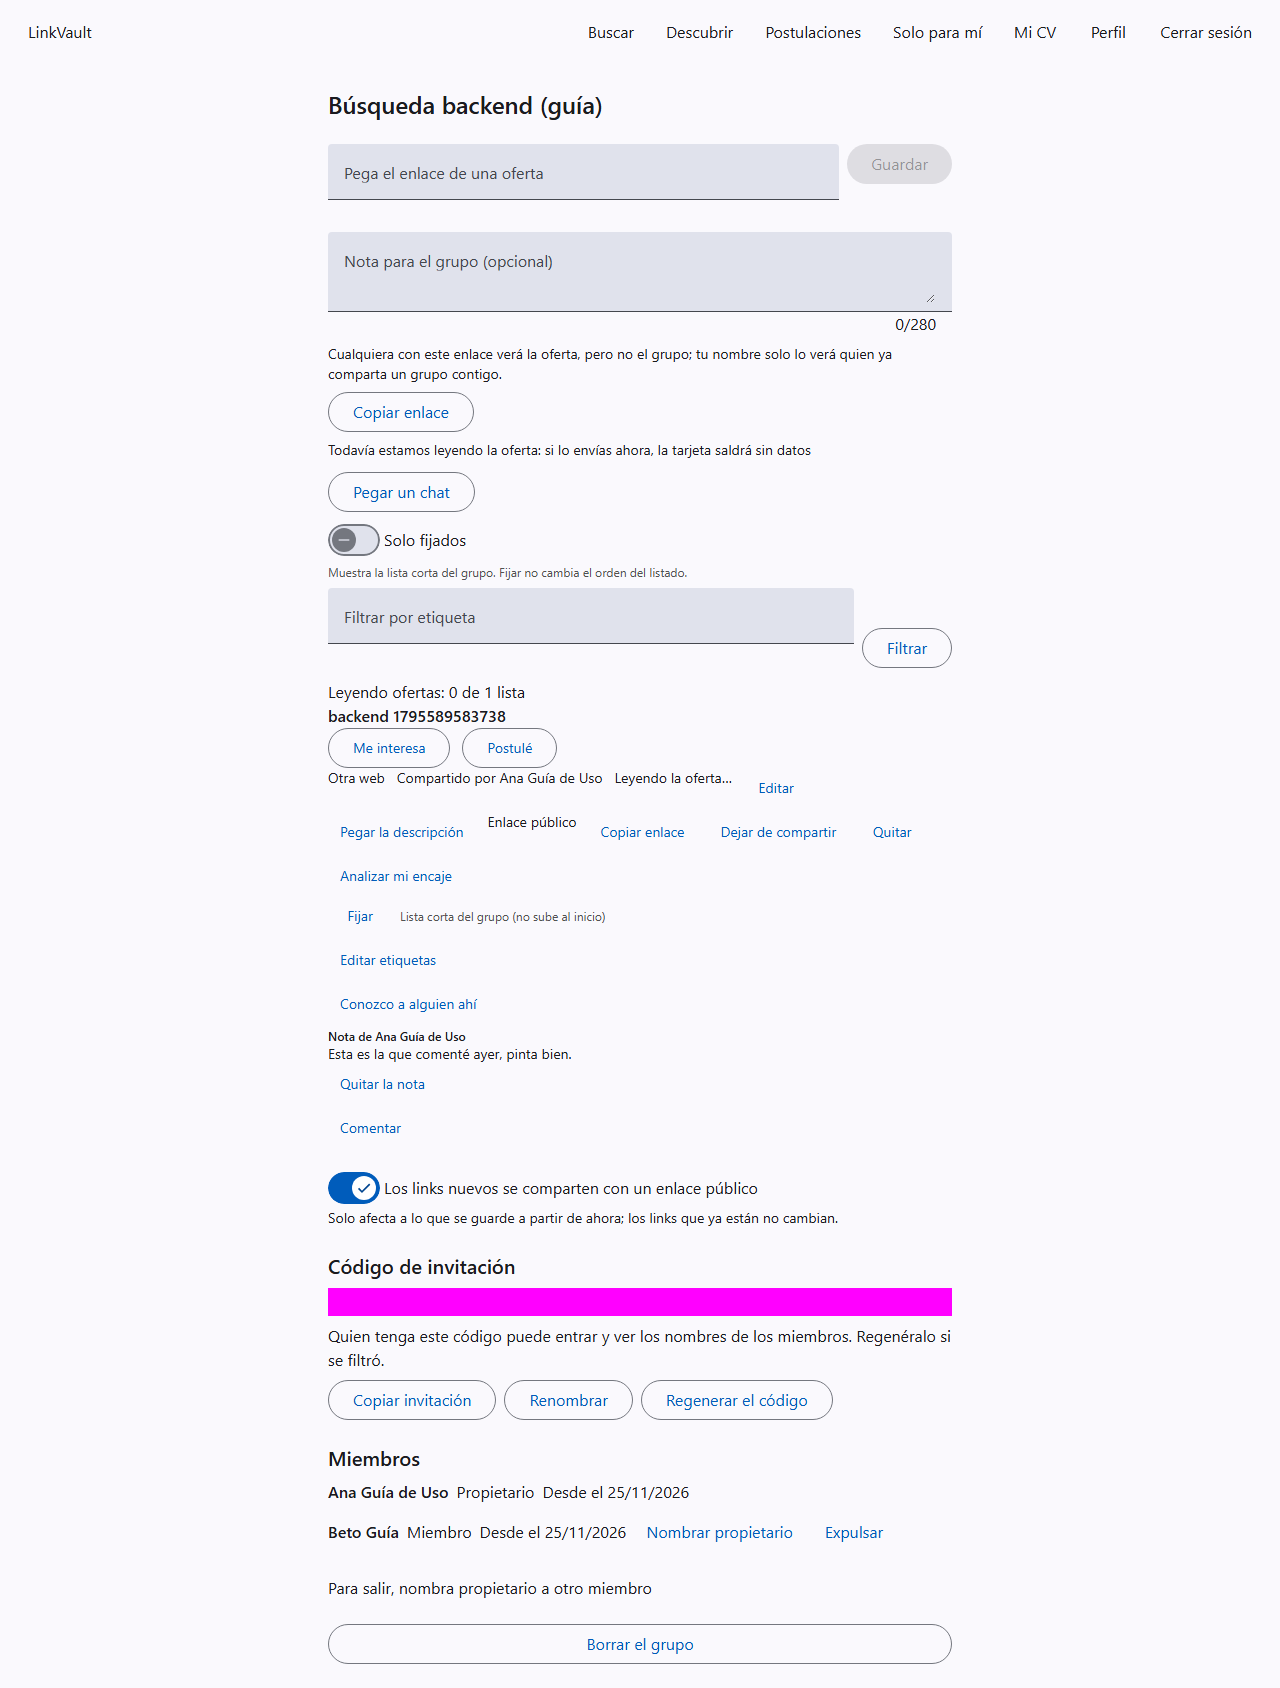 LinkVault
Buscar Descubrir Postulaciones Solo para mí Mi CV Perfil Cerrar sesión
Búsqueda backend (guía)
Pega el enlace de una oferta
Guardar
Nota para el grupo (opcional)
0/280
Cualquiera con este enlace verá la oferta, pero no el grupo; tu nombre solo lo verá quien ya
comparta un grupo contigo.
Copiar enlace
Todavía estamos leyendo la oferta: si lo envías ahora, la tarjeta saldrá sin datos
Pegar un chat
Solo fijados
Muestra la lista corta del grupo. Fijar no cambia el orden del listado.
Filtrar por etiqueta
Filtrar
Leyendo ofertas: 0 de 1 lista
backend 1795589583738
Me interesa Postulé
Otra web Compartido por Ana Guía de Uso Leyendo la oferta… Editar
Pegar la descripción Enlace público Copiar enlace Dejar de compartir Quitar
Analizar mi encaje
Fijar Lista corta del grupo (no sube al inicio)
Editar etiquetas
Conozco a alguien ahí
Nota de Ana Guía de Uso
Esta es la que comenté ayer, pinta bien.
Quitar la nota
Comentar
Los links nuevos se comparten con un enlace público
Solo afecta a lo que se guarde a partir de ahora; los links que ya están no cambian.
Código de invitación
Quien tenga este código puede entrar y ver los nombres de los miembros. Regenéralo si
se filtró.
Copiar invitación Renombrar Regenerar el código
Miembros
Ana Guía de Uso Propietario Desde el 25/11/2026
Beto Guía Miembro Desde el 25/11/2026 Nombrar propietario Expulsar
Para salir, nombra propietario a otro miembro
Borrar el grupo